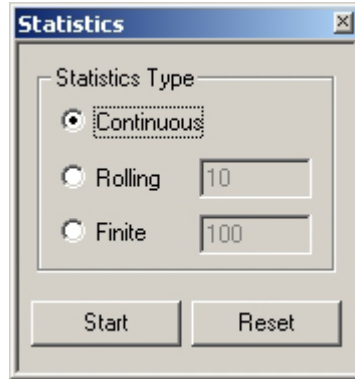 Statistics
Statistics Type
Continuous
Rolling 10
Finite 100
Start Reset